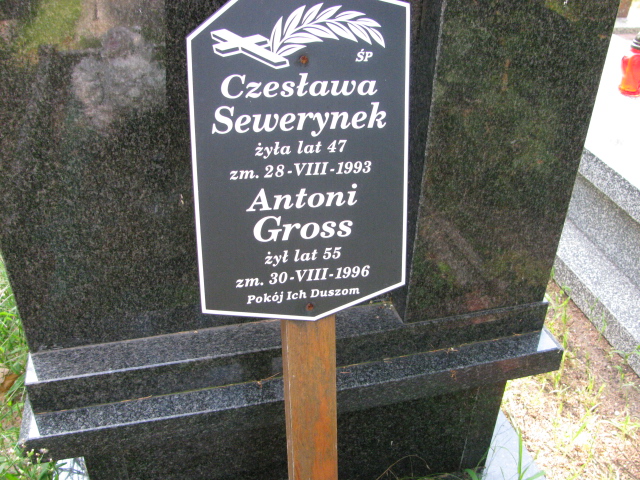 ŚP
Czesława
Sewerynek
żyła lat 47
zm. 28-VIII-1993
Antoni
Gross
żył lat 55
zm. 30-VIII-1996
Pokój Ich Duszom